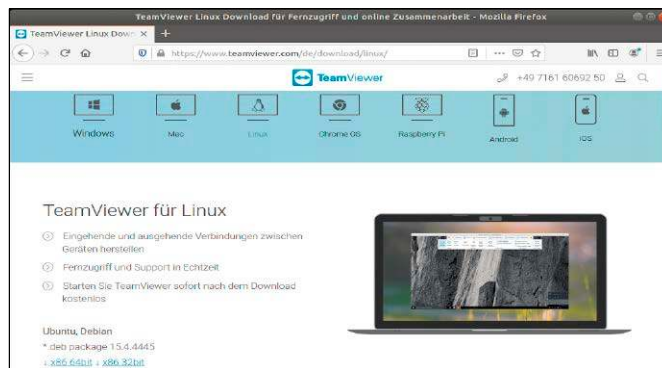 TeamViewer Linux Download für Fernzugriff und online Zusammenarbeit - Mozilla Firefox
TeamViewer Linux Down
https://www.teamviewer.com/de/download/linux/
TeamViewer
+49 7161 60692 50
Windows
Mac
Linux
Chrome OS
Raspberry Pi
Android
iOS
TeamViewer für Linux
Eingehende und ausgehende Verbindungen zwischen
Geräten herstellen
Fernzugriff und Support in Echtzeit
Starten Sie TeamViewer sofort nach dem Download
kostenlos
Ubuntu, Debian
*.deb package 15.4.4445
↓ x86 64bit ↓ x86 32bit